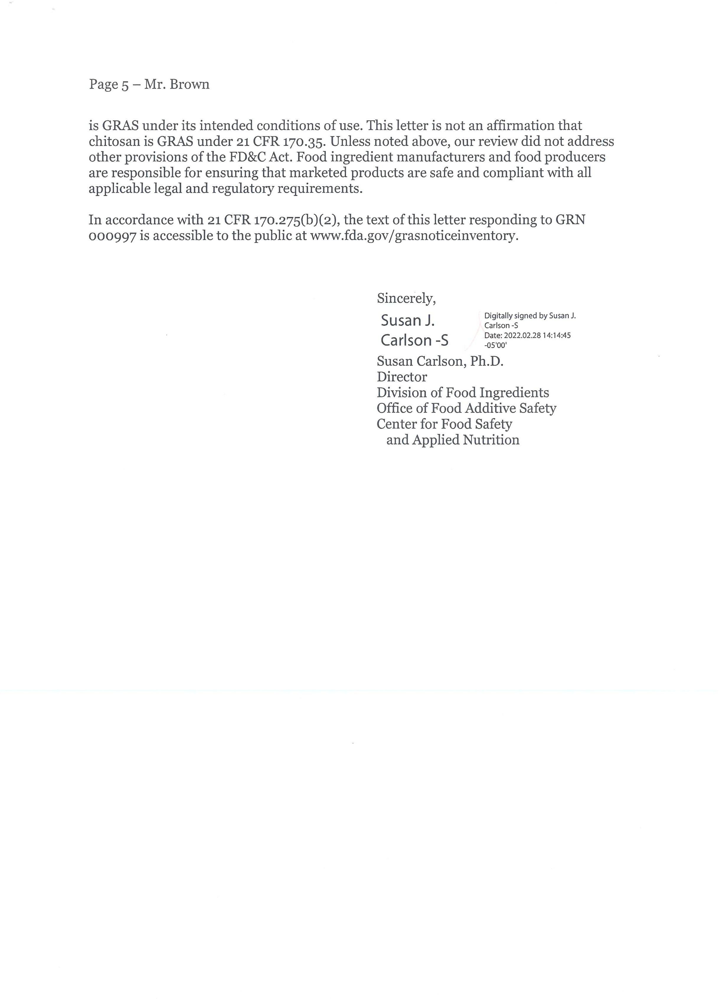 Page 5 – Mr. Brown
is GRAS under its intended conditions of use. This letter is not an affirmation that
chitosan is GRAS under 21 CFR 170.35. Unless noted above, our review did not address
other provisions of the FD&C Act. Food ingredient manufacturers and food producers
are responsible for ensuring that marketed products are safe and compliant with all
applicable legal and regulatory requirements.
In accordance with 21 CFR 170.275(b)(2), the text of this letter responding to GRN
000997 is accessible to the public at www.fda.gov/grasnoticeinventory.
Sincerely,
Susan J.
Carlson -S
Digitally signed by Susan J.
Carlson -S
Date: 2022.02.28 14:14:45
-05'00'
Susan Carlson, Ph.D.
Director
Division of Food Ingredients
Office of Food Additive Safety
Center for Food Safety
and Applied Nutrition